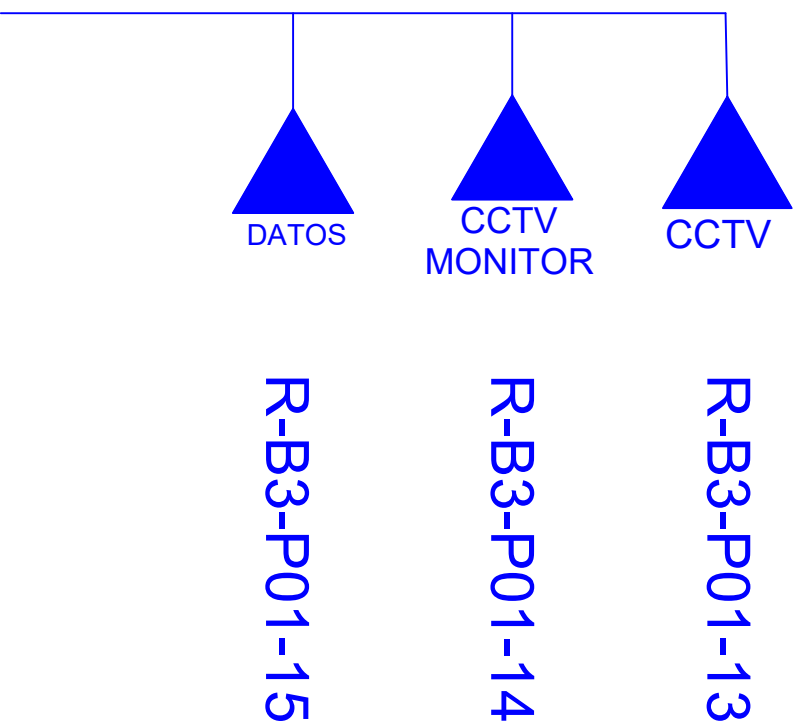 DATOS
CCTV
MONITOR
CCTV
R-B3-P01-15
R-B3-P01-14
R-B3-P01-13